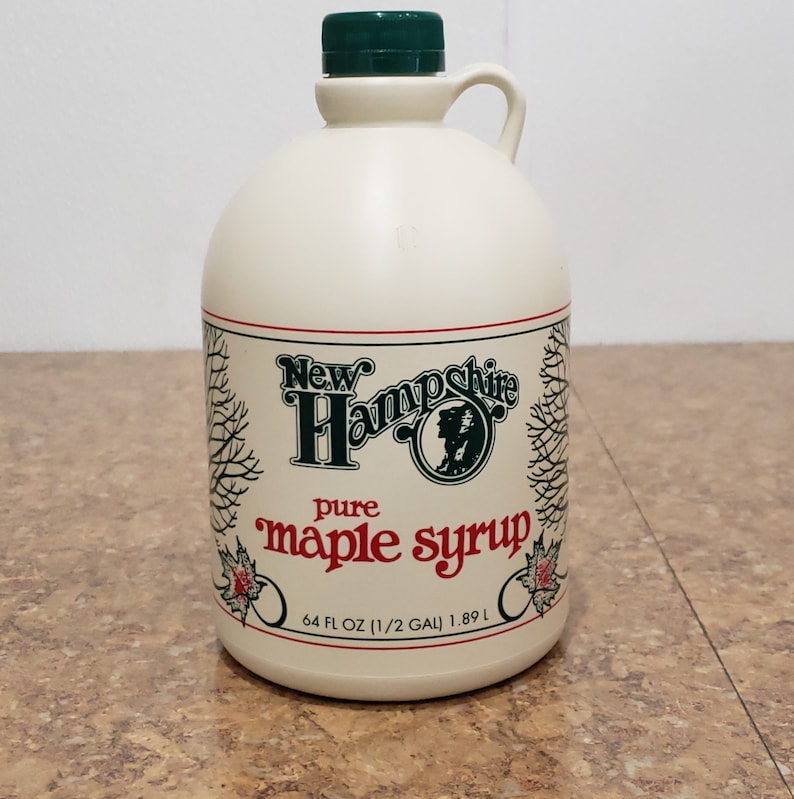 New
Hampshire
pure
maple syrup
64 FL OZ (1/2 GAL) 1.89 L